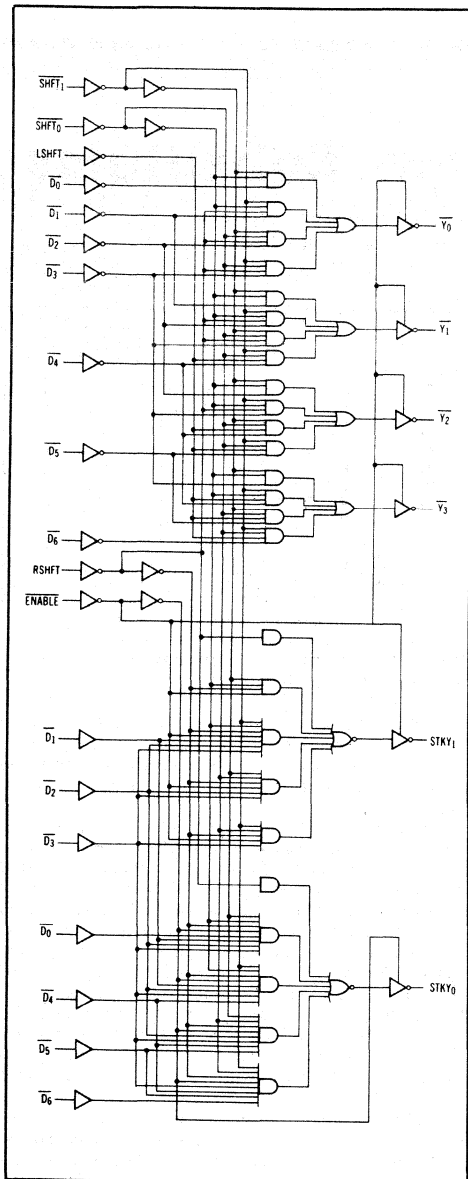 SHFT₁
SHFT₀
LSHFT
D₀
D₁
Y₀
D₂
D₃
Y₁
D₄
Y₂
D₅
Y₃
D₆
RSHFT
ENABLE
D₁
STKY₁
D₂
D₃
D₀
D₄
STKY₀
D₅
D₆